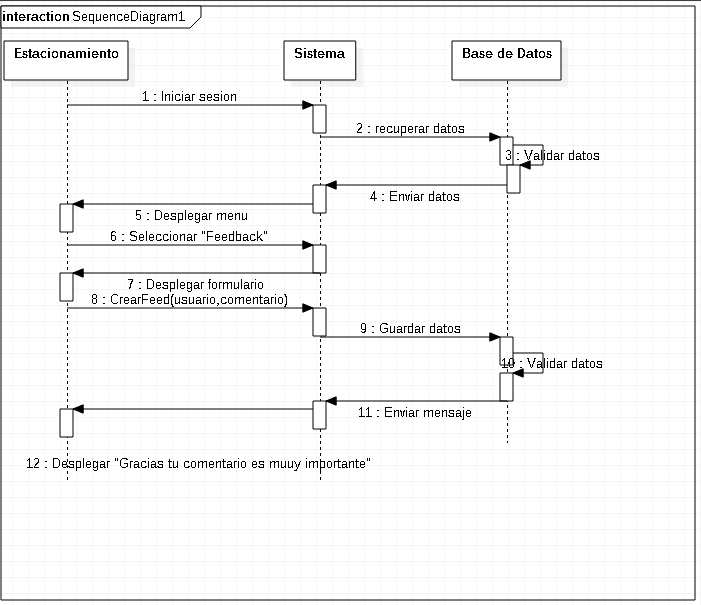 interaction SequenceDiagram1
Estacionamiento
Sistema
Base de Datos
1 : Iniciar sesion
2 : recuperar datos
3 : Validar datos
4 : Enviar datos
5 : Desplegar menu
6 : Seleccionar "Feedback"
7 : Desplegar formulario
8 : CrearFeed(usuario,comentario)
9 : Guardar datos
10 : Validar datos
11 : Enviar mensaje
12 : Desplegar "Gracias tu comentario es muuy importante"